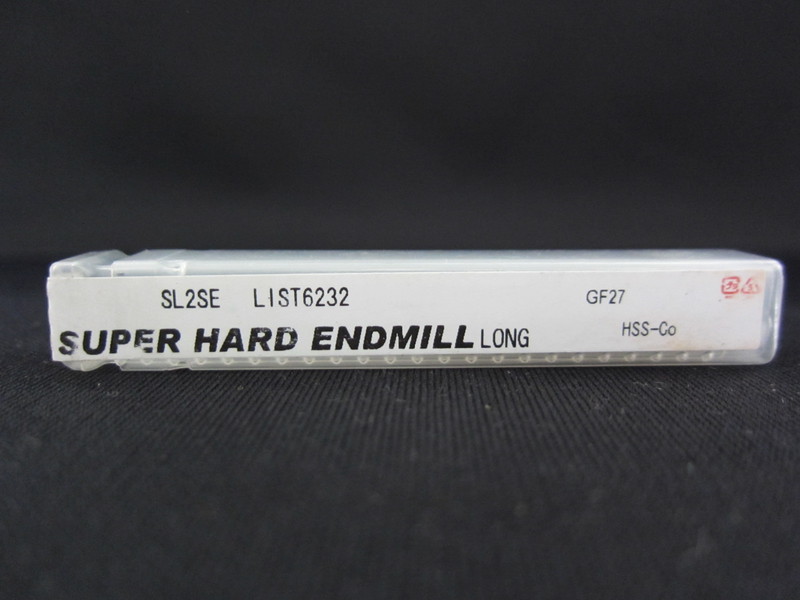 SL2SE LIST6232 GF27
SUPER HARD ENDMILL LONG HSS-Co